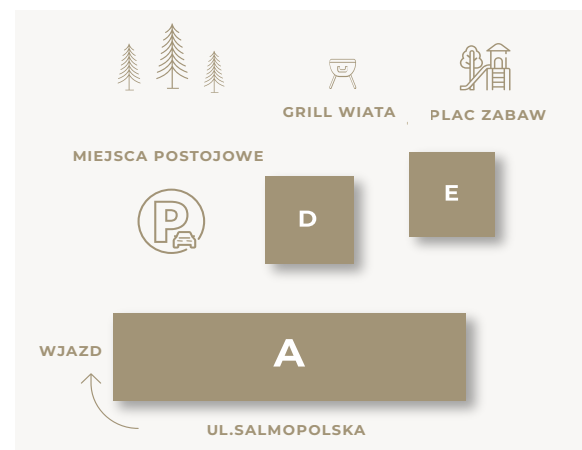 GRILL WIATA
PLAC ZABAW
MIEJSCA POSTOJOWE
P
D
E
A
WJAZD
UL.SALMOPOLSKA